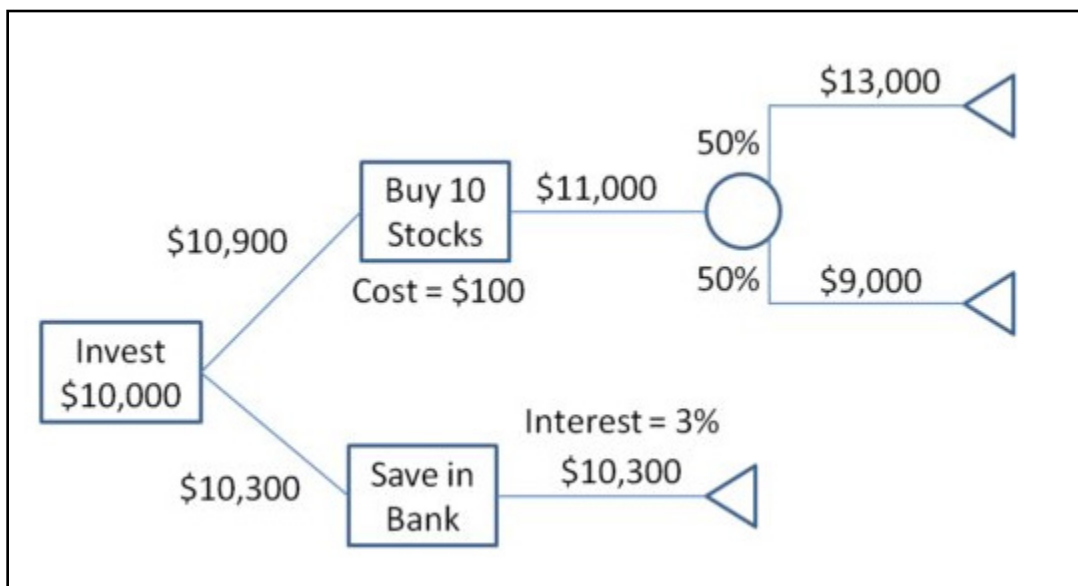 $13,000
50%
Buy 10
Stocks
$11,000
$10,900
50%
$9,000
Cost = $100
Invest
$10,000
Interest = 3%
$10,300
Save in
Bank
$10,300